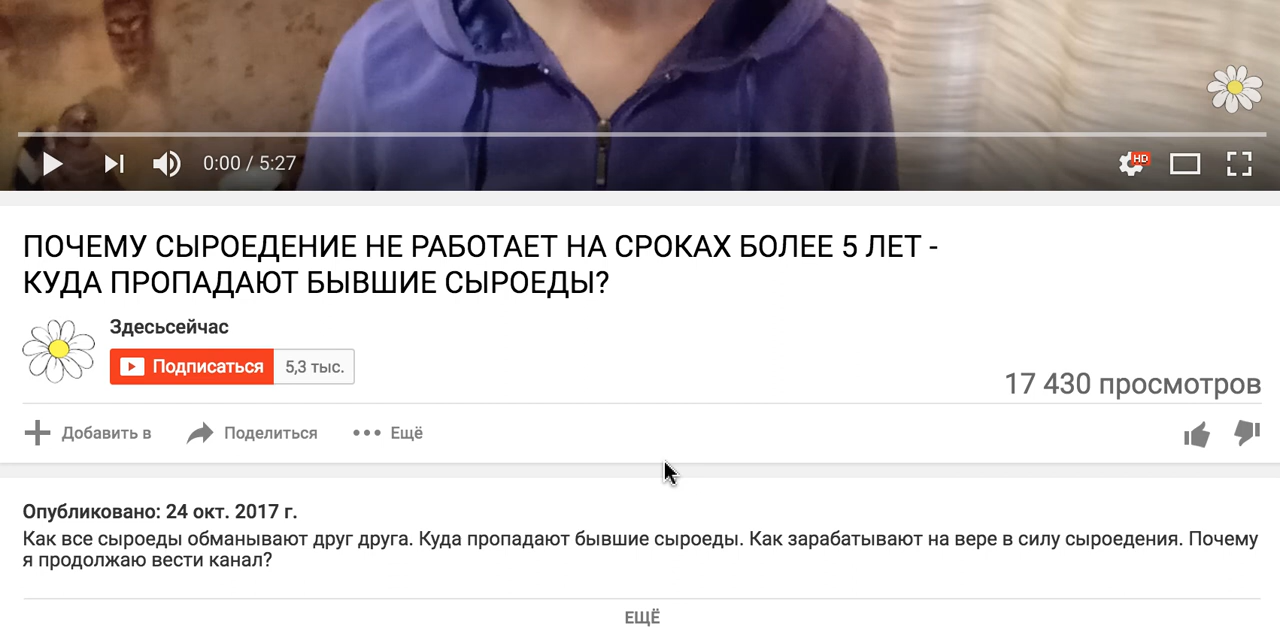 0:00 / 5:27
HD
ПОЧЕМУ СЫРОЕДЕНИЕ НЕ РАБОТАЕТ НА СРОКАХ БОЛЕЕ 5 ЛЕТ -
КУДА ПРОПАДАЮТ БЫВШИЕ СЫРОЕДЫ?
Здесьсейчас
Подписаться 5,3 тыс.
17 430 просмотров
Добавить в Поделиться Ещё
Опубликовано: 24 окт. 2017 г.
Как все сыроеды обманывают друг друга. Куда пропадают бывшие сыроеды. Как зарабатывают на вере в силу сыроедения. Почему
я продолжаю вести канал?
ЕЩЁ